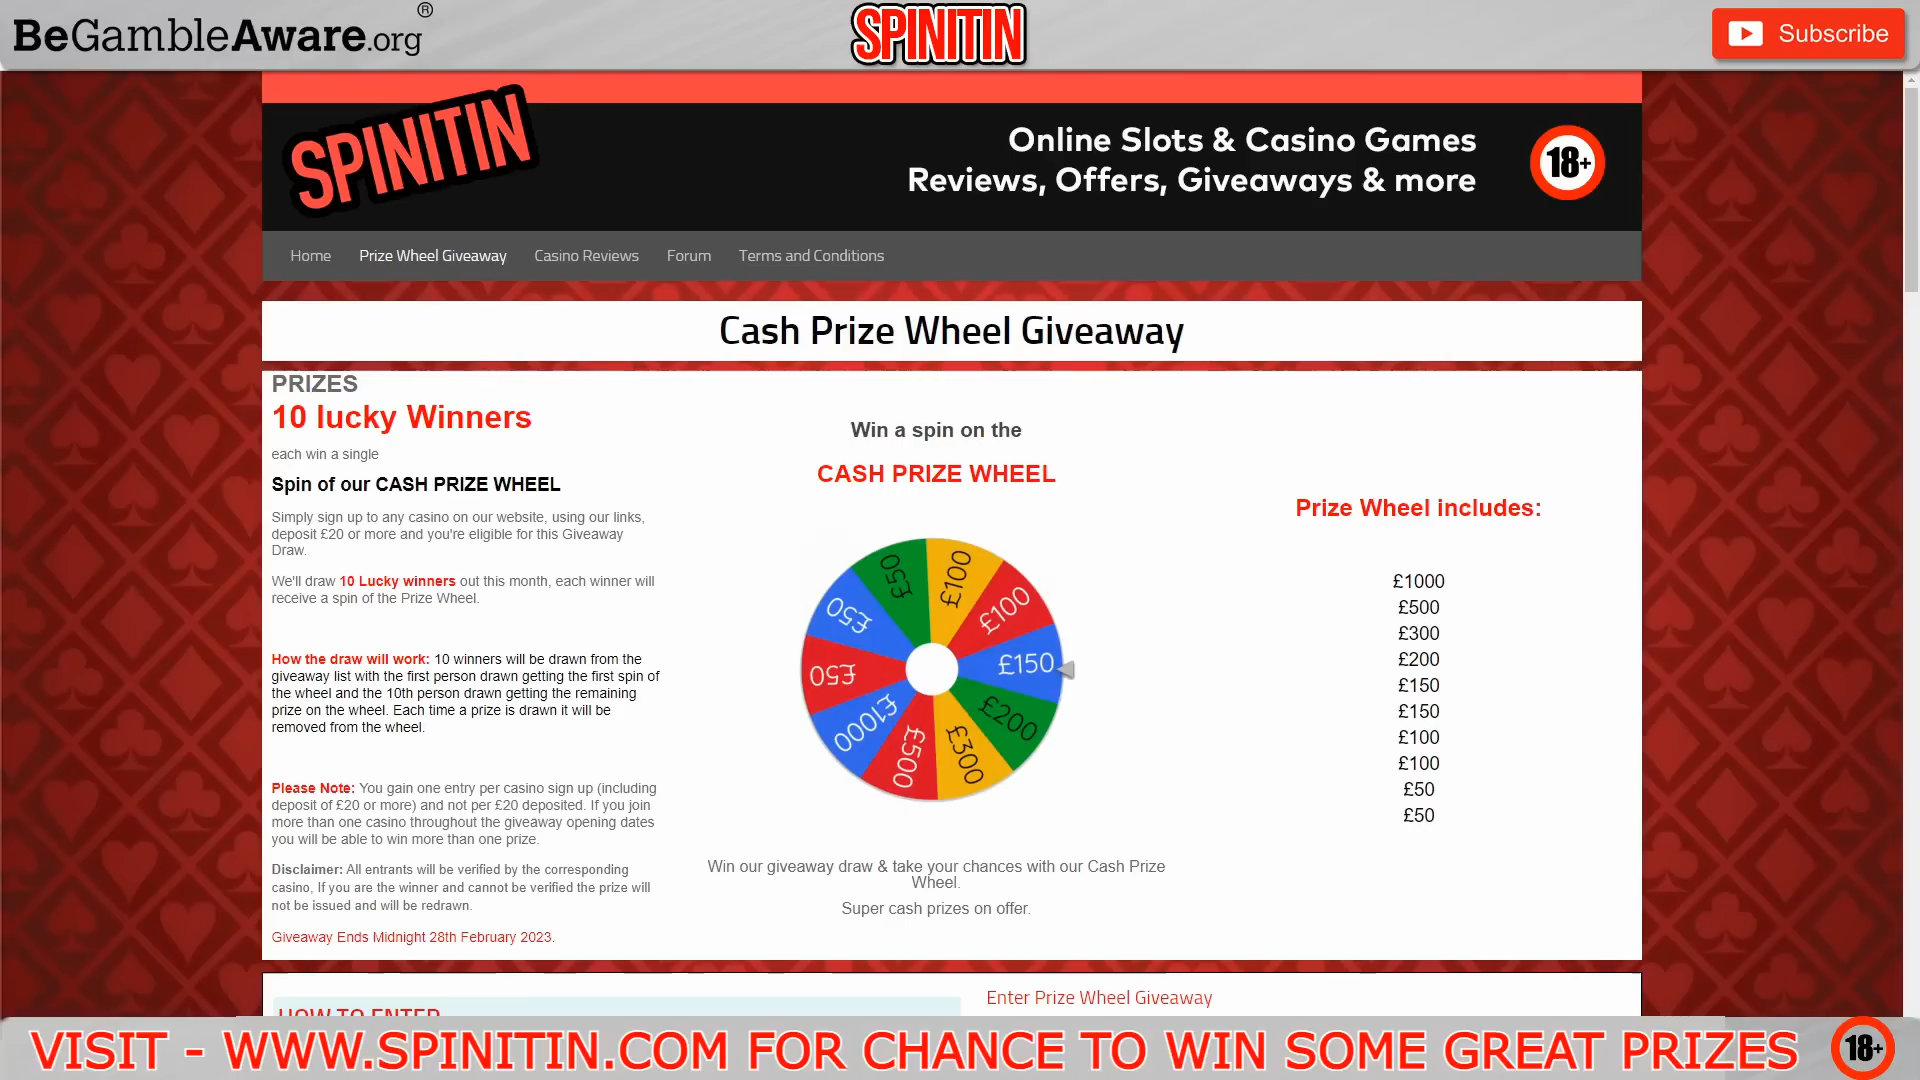 BeGambleAware.org®
SPINITIN
Subscribe
SPINITIN
Online Slots & Casino Games
Reviews, Offers, Giveaways & more
18+
Home Prize Wheel Giveaway Casino Reviews Forum Terms and Conditions
Cash Prize Wheel Giveaway
PRIZES
10 lucky Winners
each win a single
Spin of our CASH PRIZE WHEEL
Simply sign up to any casino on our website, using our links,
deposit £20 or more and you're eligible for this Giveaway
Draw.
We'll draw 10 Lucky winners out this month, each winner will
receive a spin of the Prize Wheel.
How the draw will work: 10 winners will be drawn from the
giveaway list with the first person drawn getting the first spin of
the wheel and the 10th person drawn getting the remaining
prize on the wheel. Each time a prize is drawn it will be
removed from the wheel.
Please Note: You gain one entry per casino sign up (including
deposit of £20 or more) and not per £20 deposited. If you join
more than one casino throughout the giveaway opening dates
you will be able to win more than one prize.
Disclaimer: All entrants will be verified by the corresponding
casino, If you are the winner and cannot be verified the prize will
not be issued and will be redrawn.
Giveaway Ends Midnight 28th February 2023.
Win a spin on the
CASH PRIZE WHEEL
£50
£100
£100
£150
£200
£300
£500
£1000
£50
£50
Win our giveaway draw & take your chances with our Cash Prize
Wheel.
Super cash prizes on offer.
Prize Wheel includes:
£1000
£500
£300
£200
£150
£150
£100
£100
£50
£50
HOW TO ENTER
Enter Prize Wheel Giveaway
VISIT - WWW.SPINITIN.COM FOR CHANCE TO WIN SOME GREAT PRIZES
18+